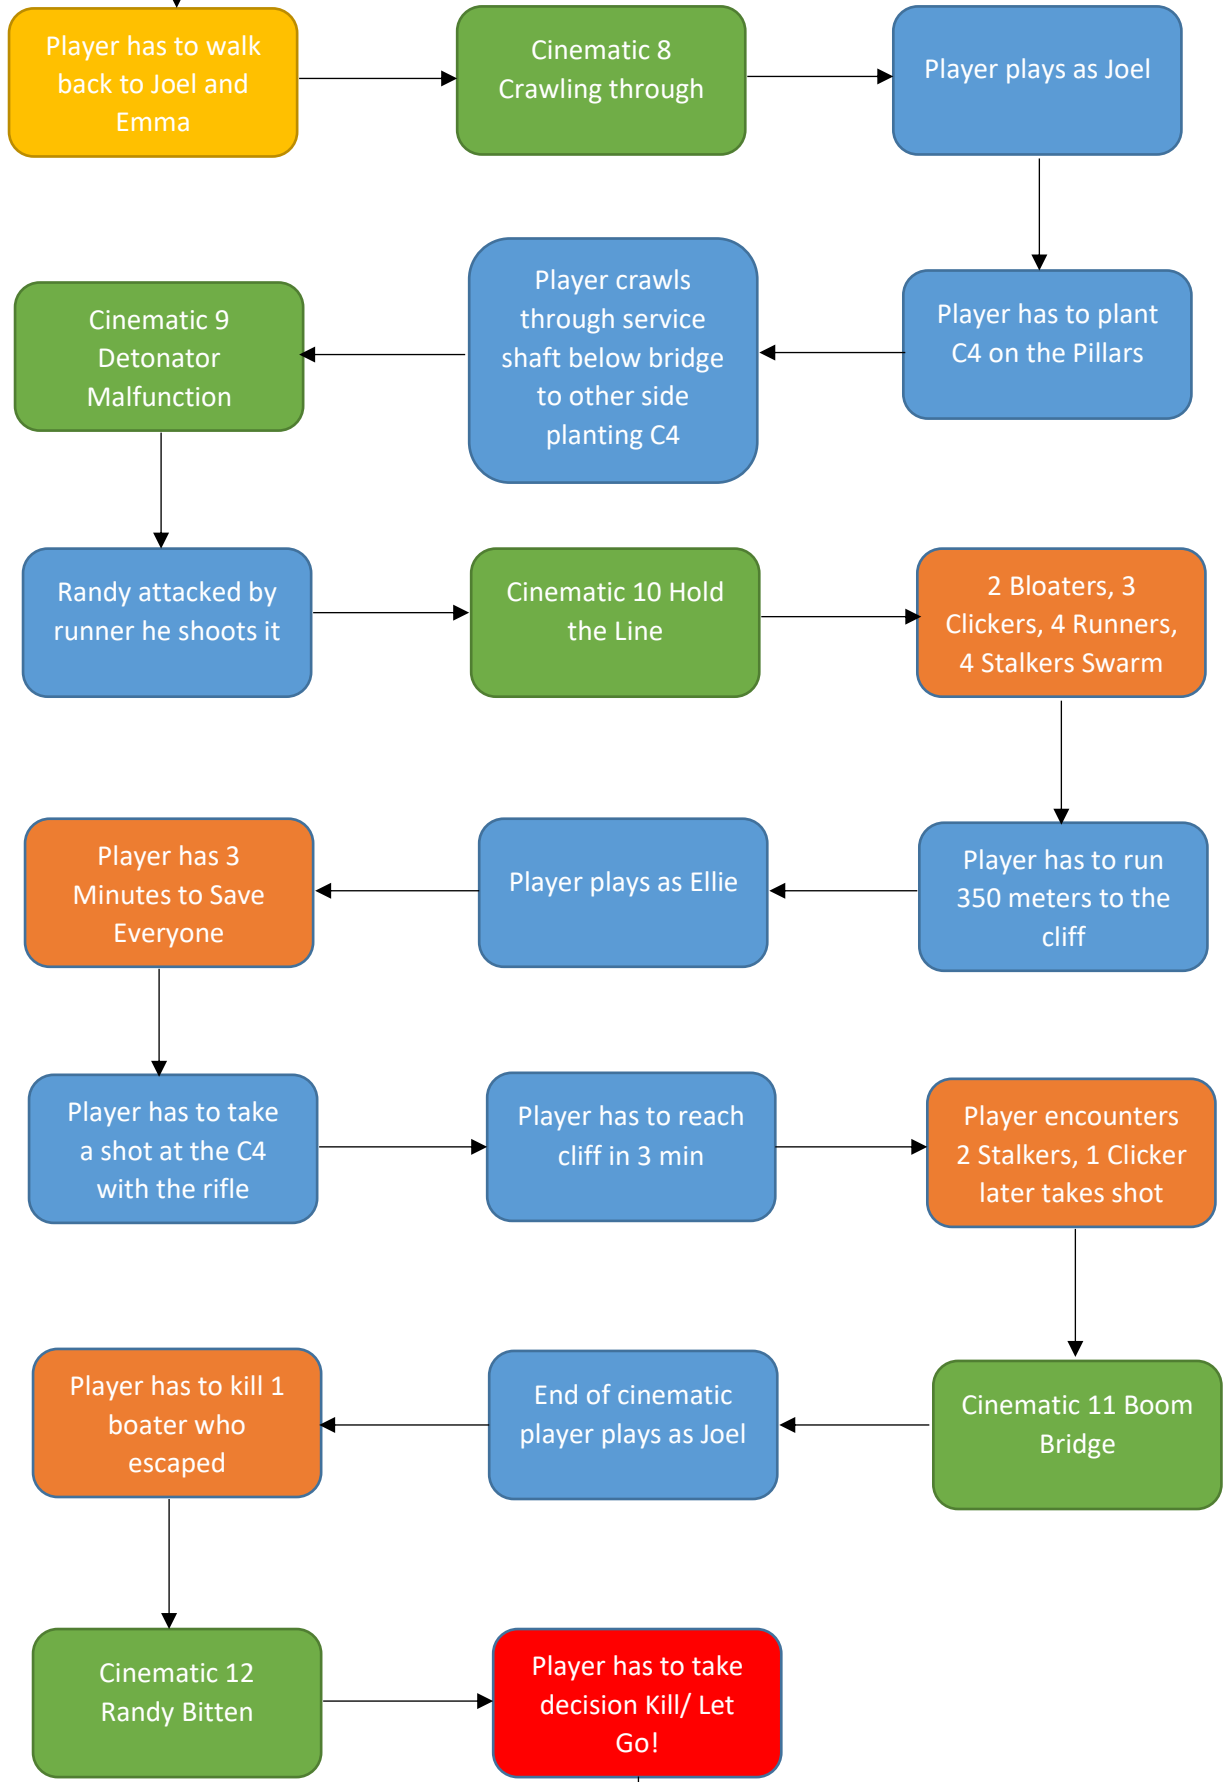 Player has to walk
back to Joel and
Emma
Cinematic 8
Crawling through
Player plays as Joel
Player has to plant
C4 on the Pillars
Player crawls
through service
shaft below bridge
to other side
planting C4
Cinematic 9
Detonator
Malfunction
Randy attacked by
runner he shoots it
Cinematic 10 Hold
the Line
2 Bloaters, 3
Clickers, 4 Runners,
4 Stalkers Swarm
Player has to run
350 meters to the
cliff
Player plays as Ellie
Player has 3
Minutes to Save
Everyone
Player has to take
a shot at the C4
with the rifle
Player has to reach
cliff in 3 min
Player encounters
2 Stalkers, 1 Clicker
later takes shot
Cinematic 11 Boom
Bridge
End of cinematic
player plays as Joel
Player has to kill 1
boater who
escaped
Cinematic 12
Randy Bitten
Player has to take
decision Kill/ Let
Go!